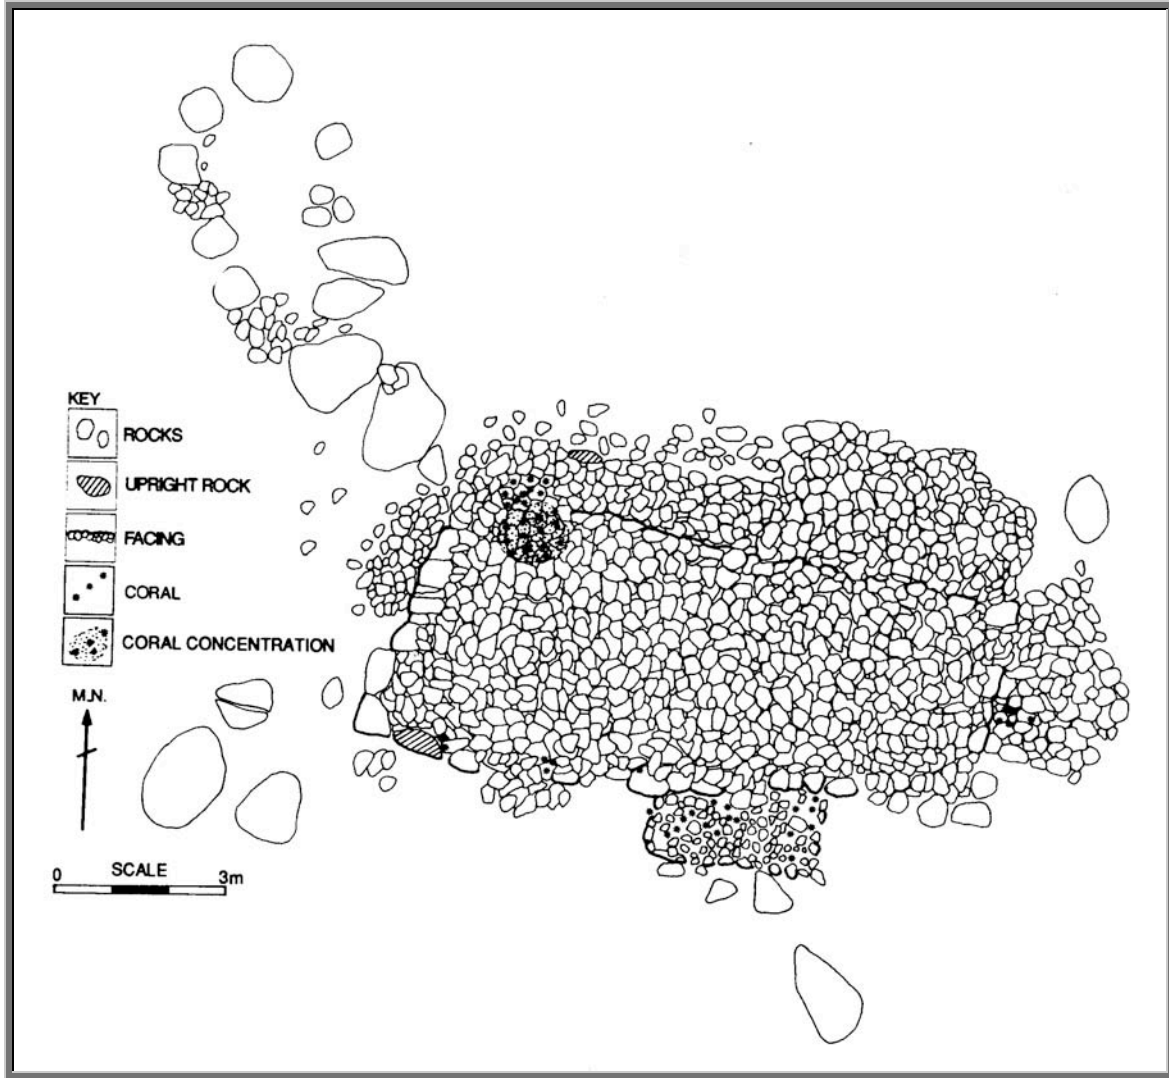 KEY
ROCKS
UPRIGHT ROCK
FACING
CORAL
CORAL CONCENTRATION
M.N.
SCALE
0 3m